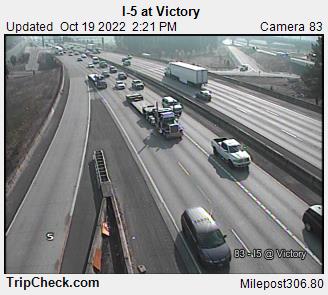 I-5 at Victory
Updated Oct 19 2022 2:21 PM Camera 83
S
83 - I5 @ Victory
TripCheck.com Milepost306.80